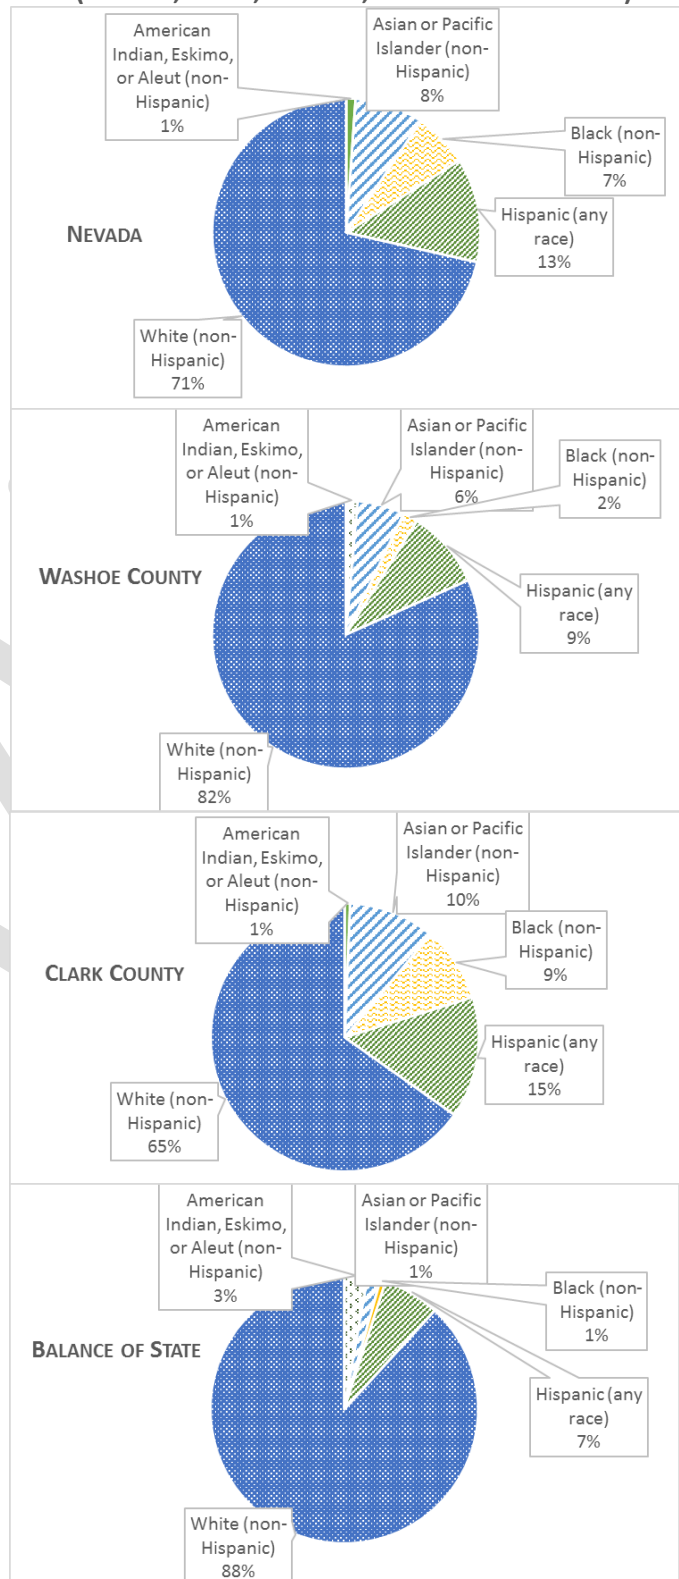 American
Indian, Eskimo,
or Aleut (non-
Hispanic)
1%
Asian or Pacific
Islander (non-
Hispanic)
8%
Black (non-
Hispanic)
7%
Hispanic (any
race)
13%
NEVADA
White (non-
Hispanic)
71%
American
Indian, Eskimo,
or Aleut (non-
Hispanic)
1%
Asian or Pacific
Islander (non-
Hispanic)
6%
Black (non-
Hispanic)
2%
WASHOE COUNTY
Hispanic (any
race)
9%
White (non-
Hispanic)
82%
American
Indian, Eskimo,
or Aleut (non-
Hispanic)
1%
Asian or Pacific
Islander (non-
Hispanic)
10%
Black (non-
Hispanic)
9%
CLARK COUNTY
Hispanic (any
race)
15%
White (non-
Hispanic)
65%
American
Indian, Eskimo,
or Aleut (non-
Hispanic)
3%
Asian or Pacific
Islander (non-
Hispanic)
1%
Black (non-
Hispanic)
1%
BALANCE OF STATE
Hispanic (any
race)
7%
White (non-
Hispanic)
88%